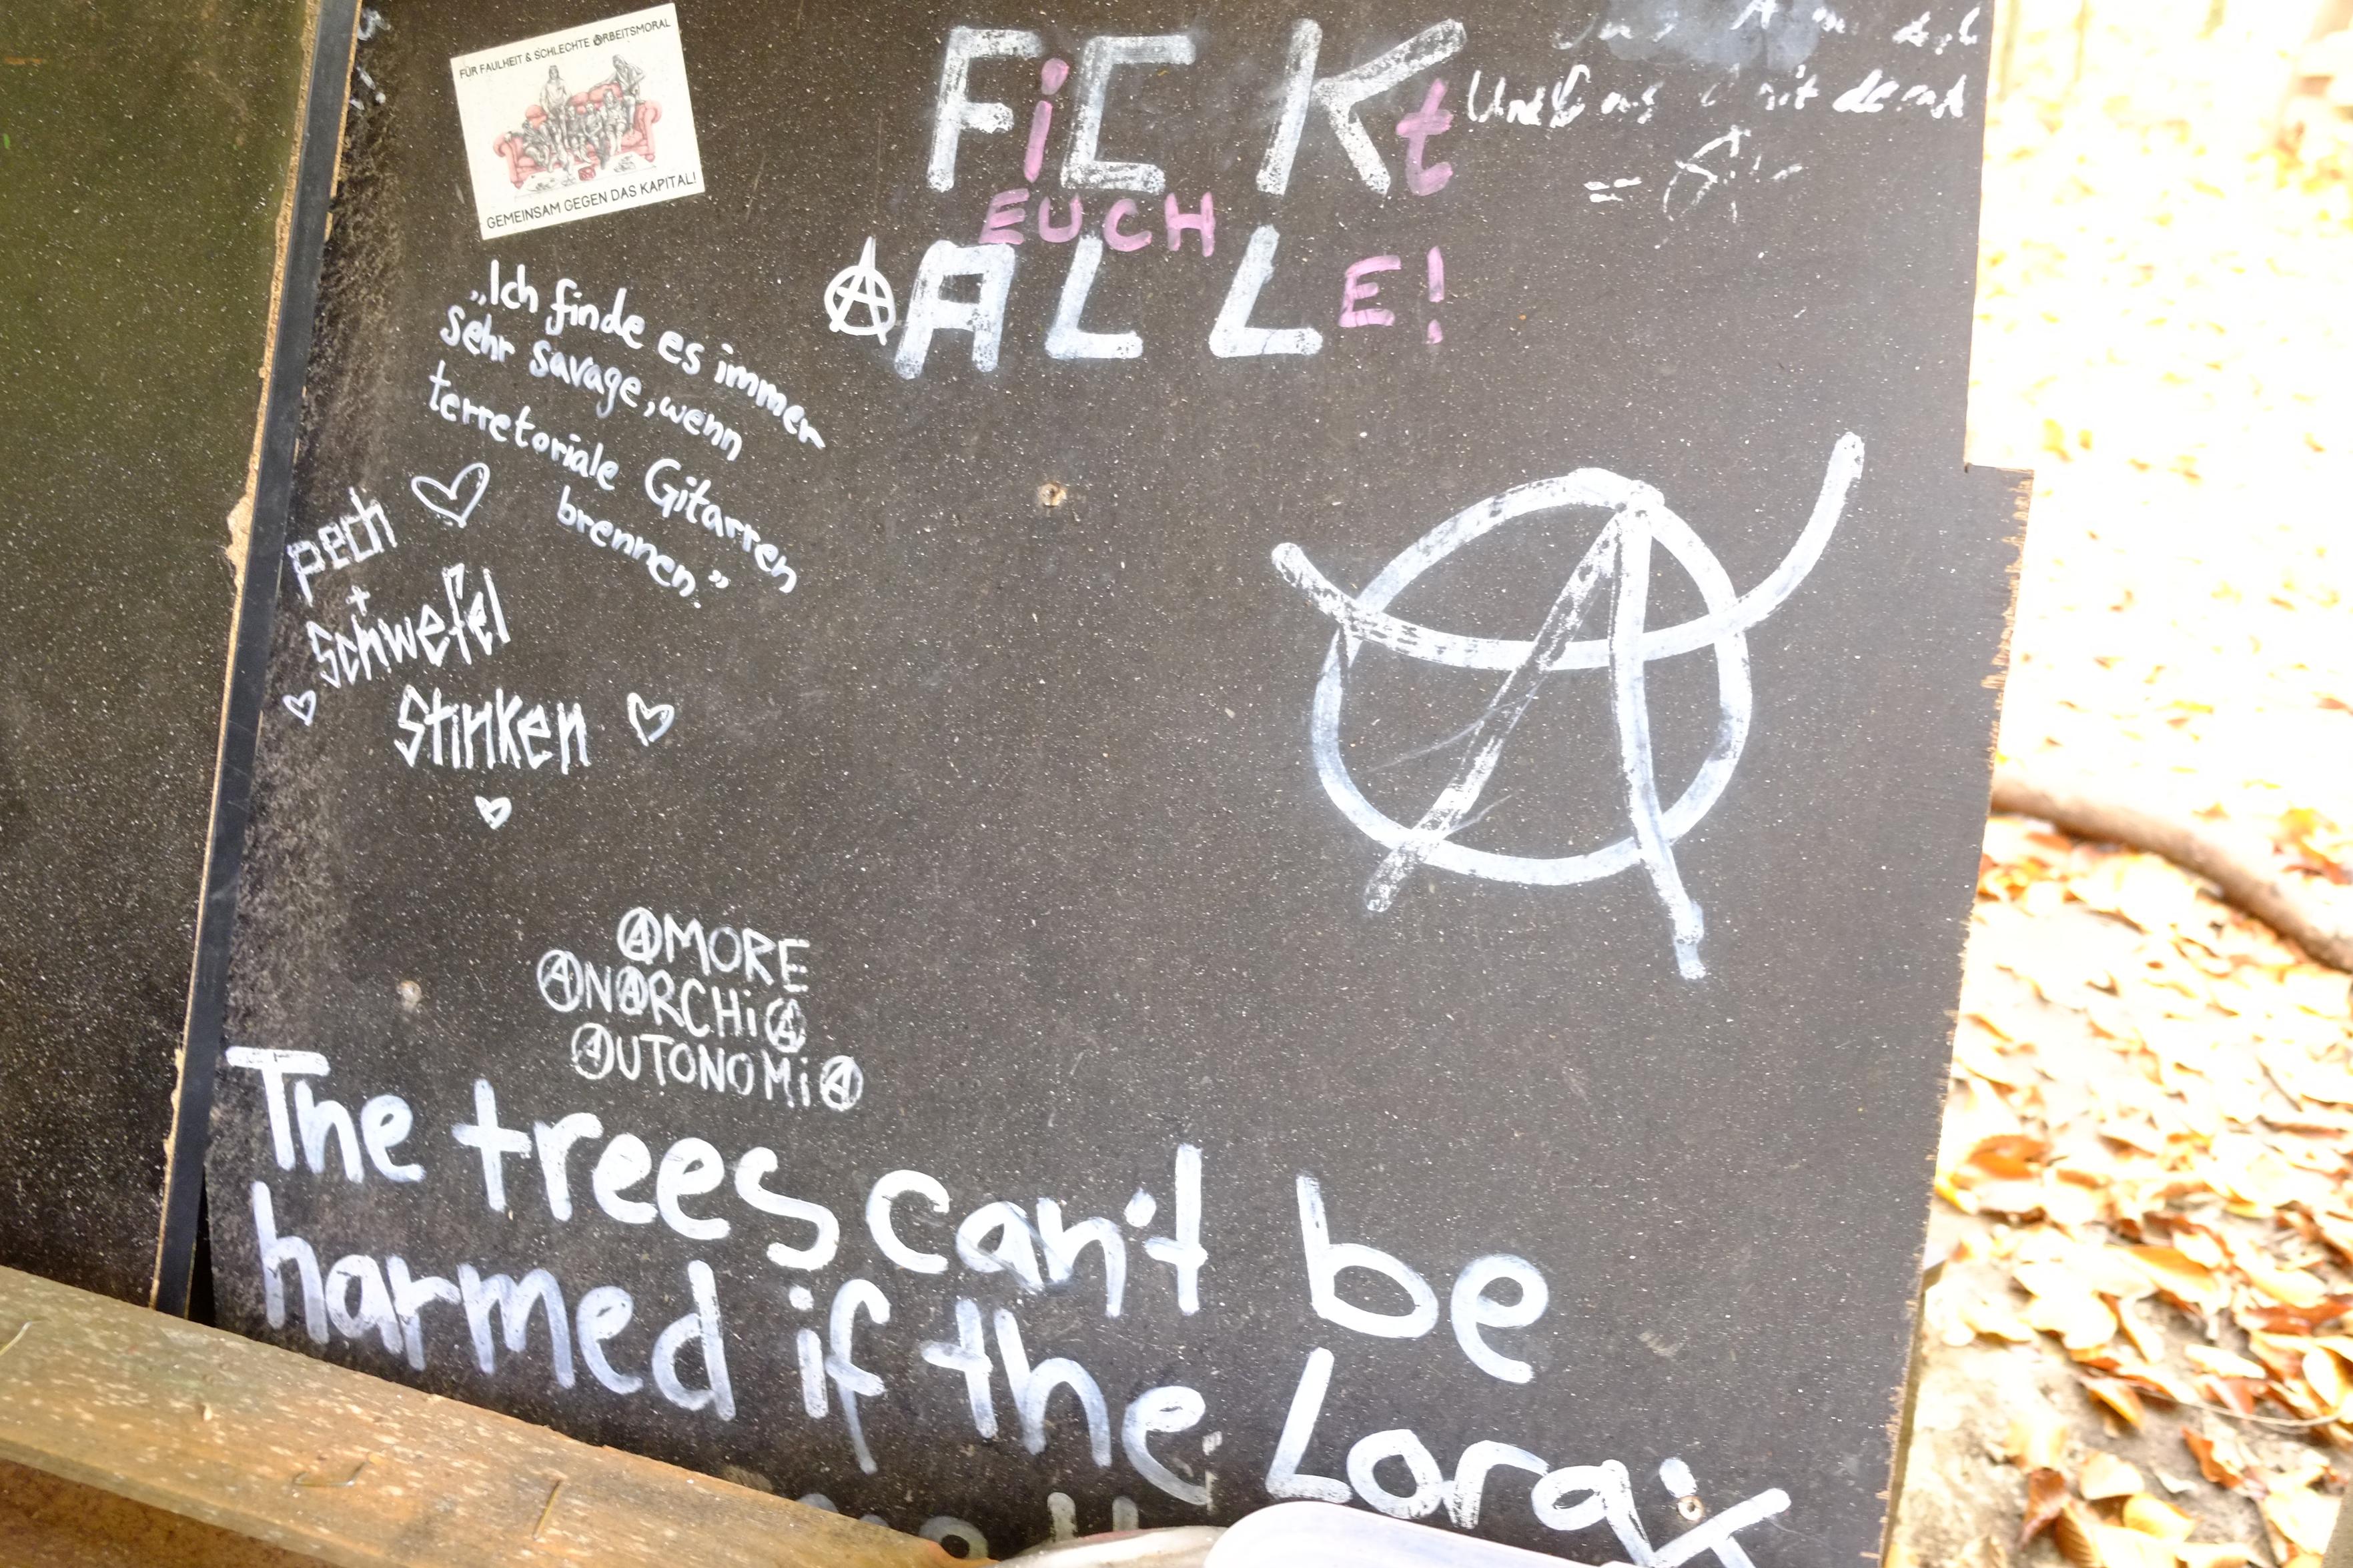 FÜR FAULHEIT & SCHLECHTE ARBEITSMORAL
GEMEINSAM GEGEN DAS KAPITAL!
FiCKt
EUCH
A ALLE!
„Ich finde es immer
sehr savage, wenn
terretoriale Gitarren
brennen."
pech
+
schwefel
stinken
AMORE
ANARCHiA
AUTONOMiA
The trees can't be
harmed if the
Lorax